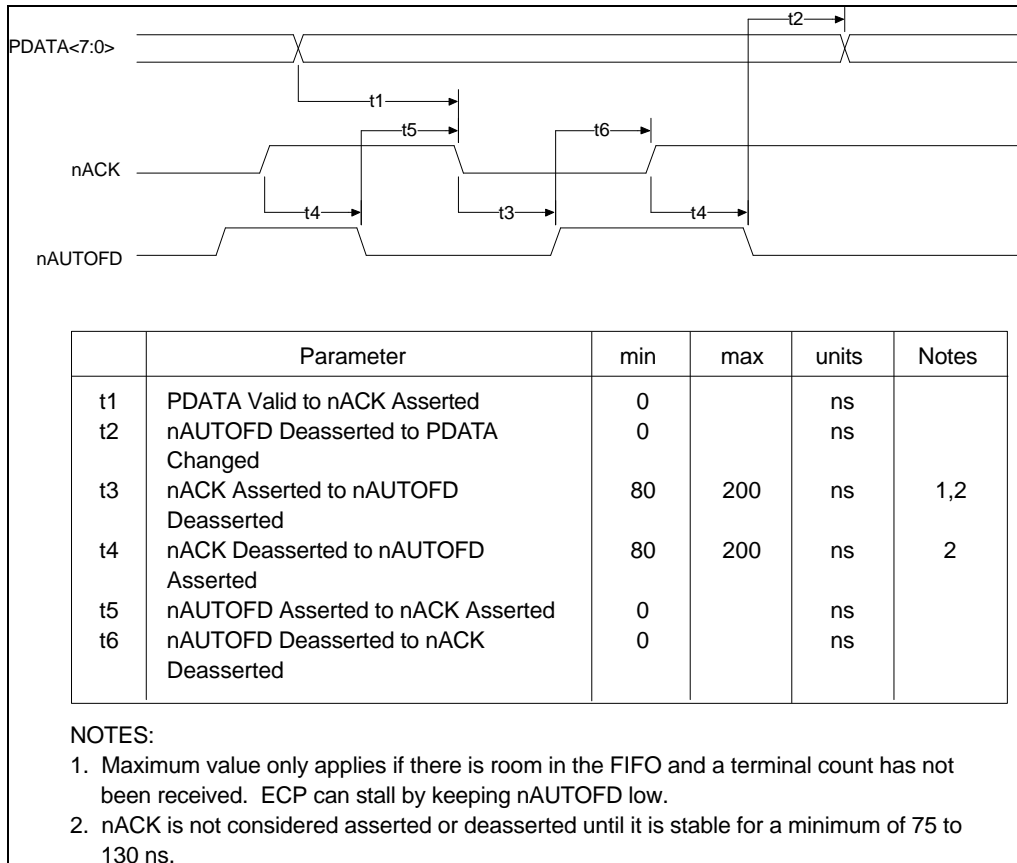 t2
PDATA<7:0>
t1
t5
t6
nACK
t4
t3
t4
nAUTOFD
Parameter min max units Notes
t1 PDATA Valid to nACK Asserted 0 ns
t2 nAUTOFD Deasserted to PDATA 0 ns
Changed
t3 nACK Asserted to nAUTOFD 80 200 ns 1,2
Deasserted
t4 nACK Deasserted to nAUTOFD 80 200 ns 2
Asserted
t5 nAUTOFD Asserted to nACK Asserted 0 ns
t6 nAUTOFD Deasserted to nACK 0 ns
Deasserted
NOTES:
1. Maximum value only applies if there is room in the FIFO and a terminal count has not
been received. ECP can stall by keeping nAUTOFD low.
2. nACK is not considered asserted or deasserted until it is stable for a minimum of 75 to
130 ns.